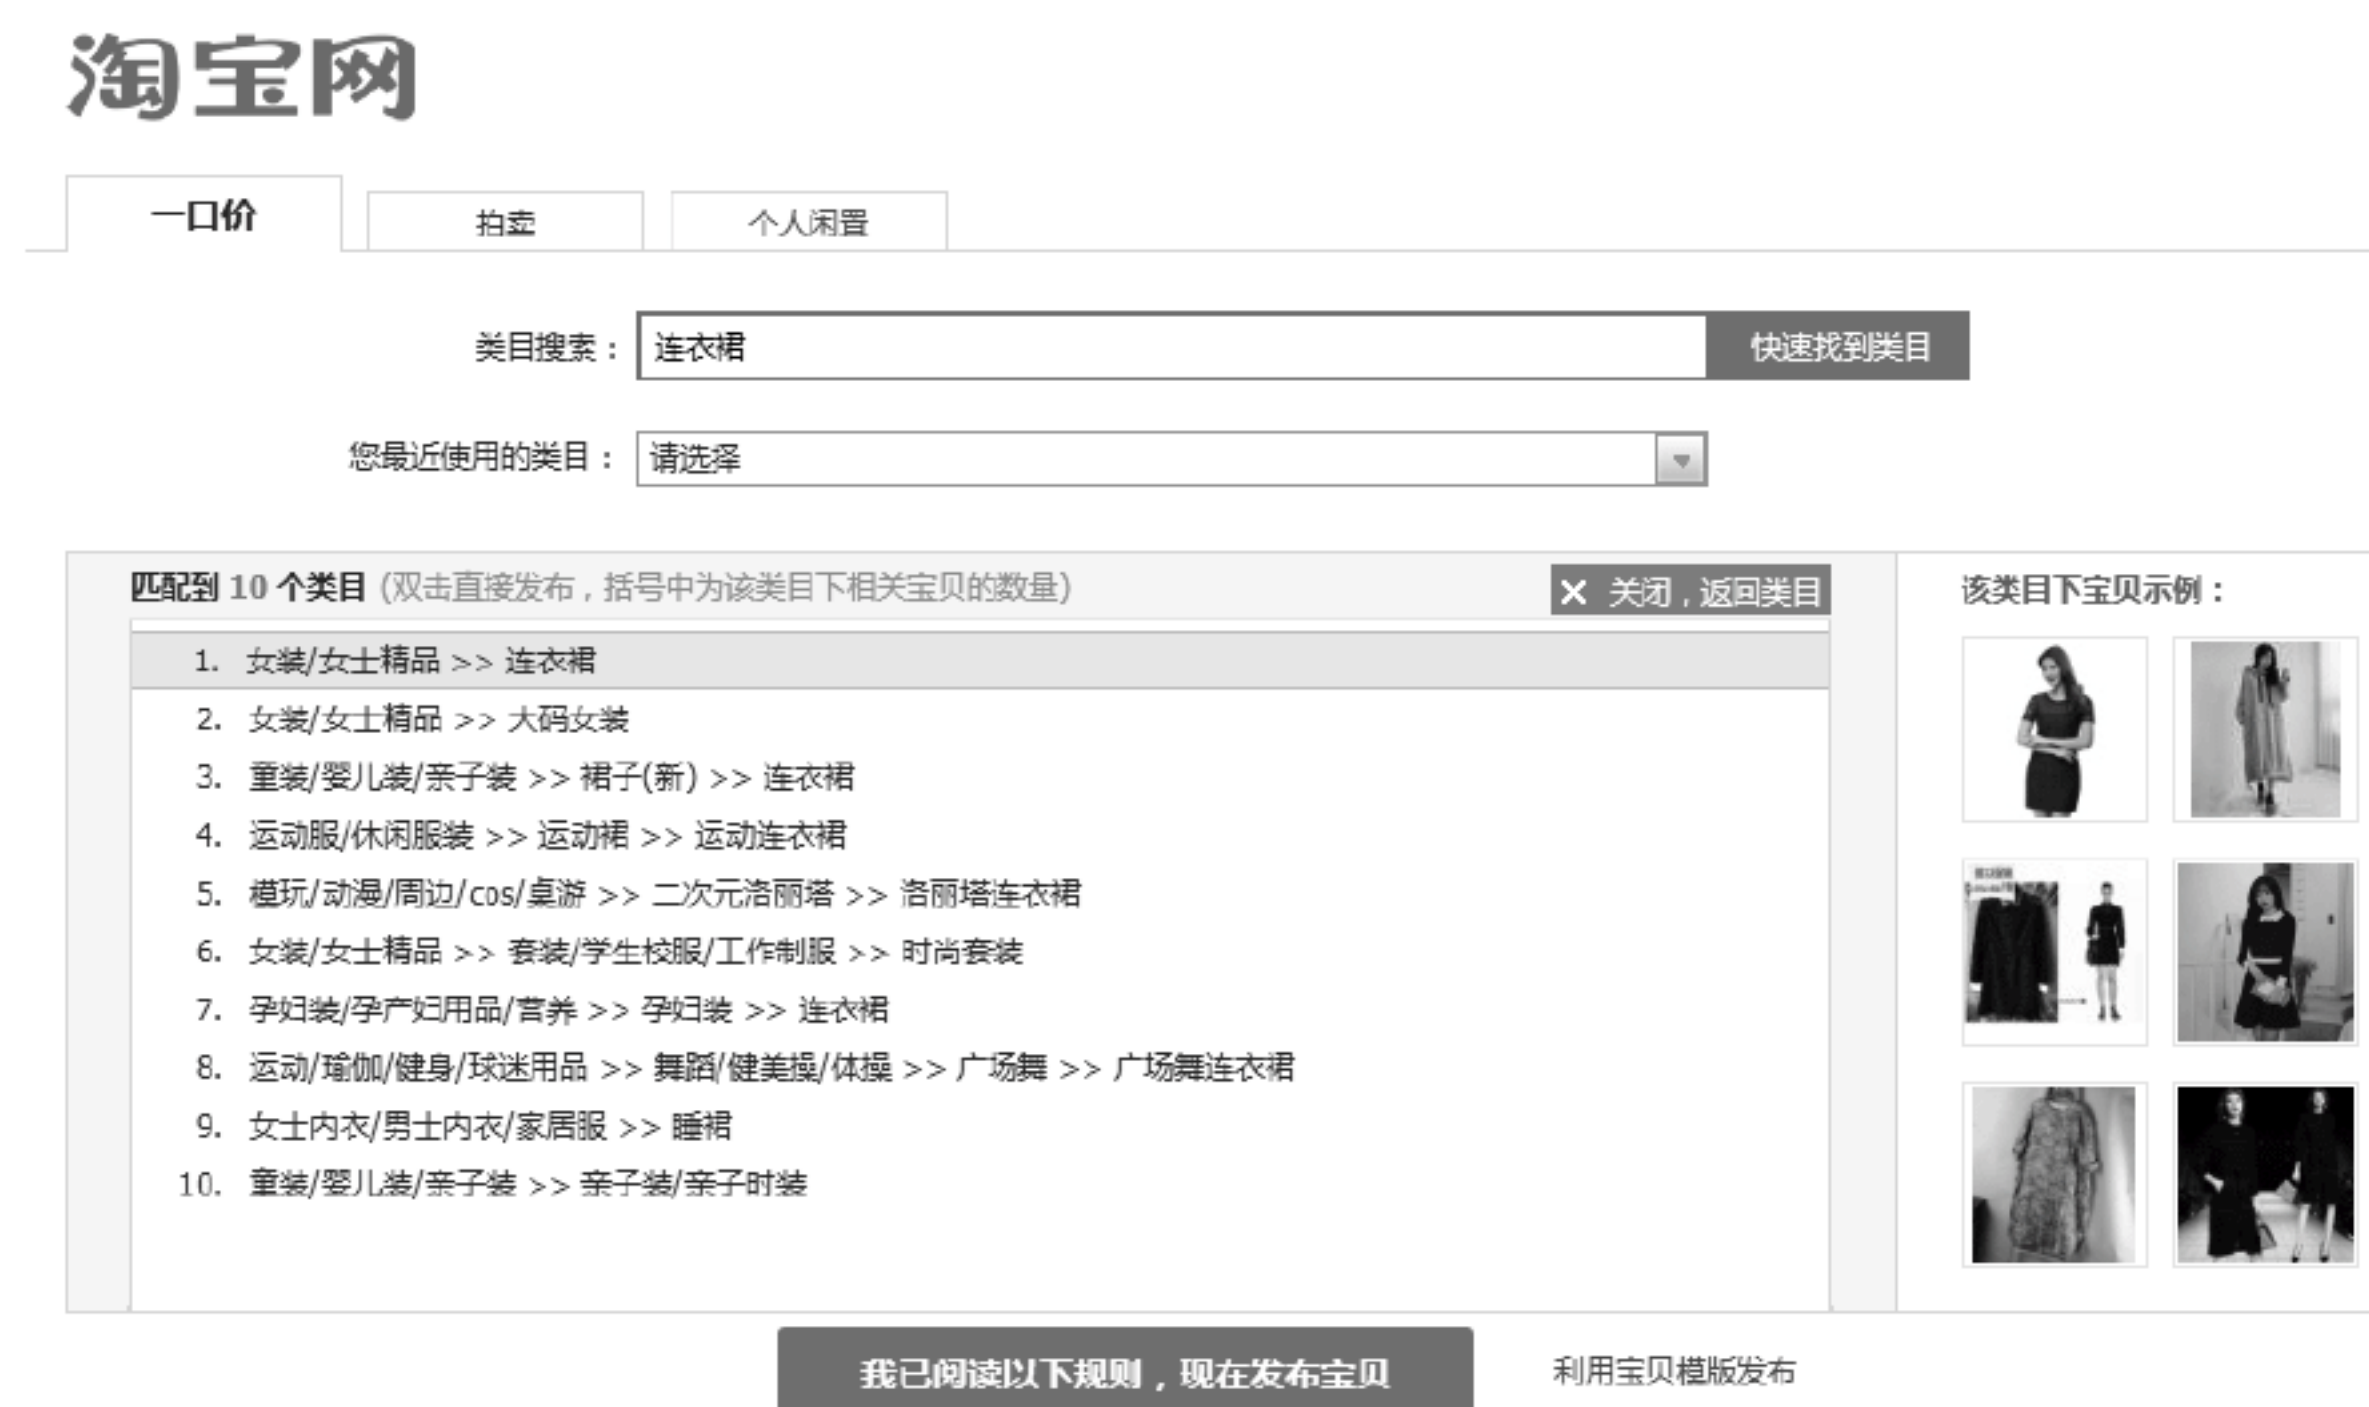 淘宝网
一口价 拍卖 个人闲置
类目搜索： 连衣裙 快速找到类目
您最近使用的类目： 请选择
匹配到 10 个类目 (双击直接发布，括号中为该类目下相关宝贝的数量) × 关闭，返回类目
该类目下宝贝示例：
1. 女装/女士精品 >> 连衣裙
2. 女装/女士精品 >> 大码女装
3. 童装/婴儿装/亲子装 >> 裙子(新) >> 连衣裙
4. 运动服/休闲服装 >> 运动裙 >> 运动连衣裙
5. 模玩/动漫/周边/cos/桌游 >> 二次元洛丽塔 >> 洛丽塔连衣裙
6. 女装/女士精品 >> 套装/学生校服/工作制服 >> 时尚套装
7. 孕妇装/孕产妇用品/营养 >> 孕妇装 >> 连衣裙
8. 运动/瑜伽/健身/球迷用品 >> 舞蹈/健美操/体操 >> 广场舞 >> 广场舞连衣裙
9. 女士内衣/男士内衣/家居服 >> 睡裙
10. 童装/婴儿装/亲子装 >> 亲子装/亲子时装
我已阅读以下规则，现在发布宝贝 利用宝贝模版发布